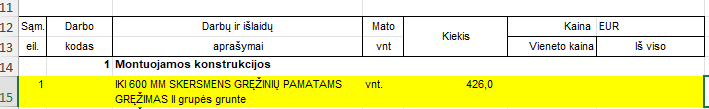 11
12 Sąm. Darbo Darbų ir išlaidų Mato Kiekis Kaina EUR
13 eil. kodas aprašymai vnt Vieneto kaina Iš viso
14 1 Montuojamos konstrukcijos
1 IKI 600 MM SKERSMENS GRĘŽINIŲ PAMATAMS vnt. 426,0
15 GRĘŽIMAS II grupės grunte